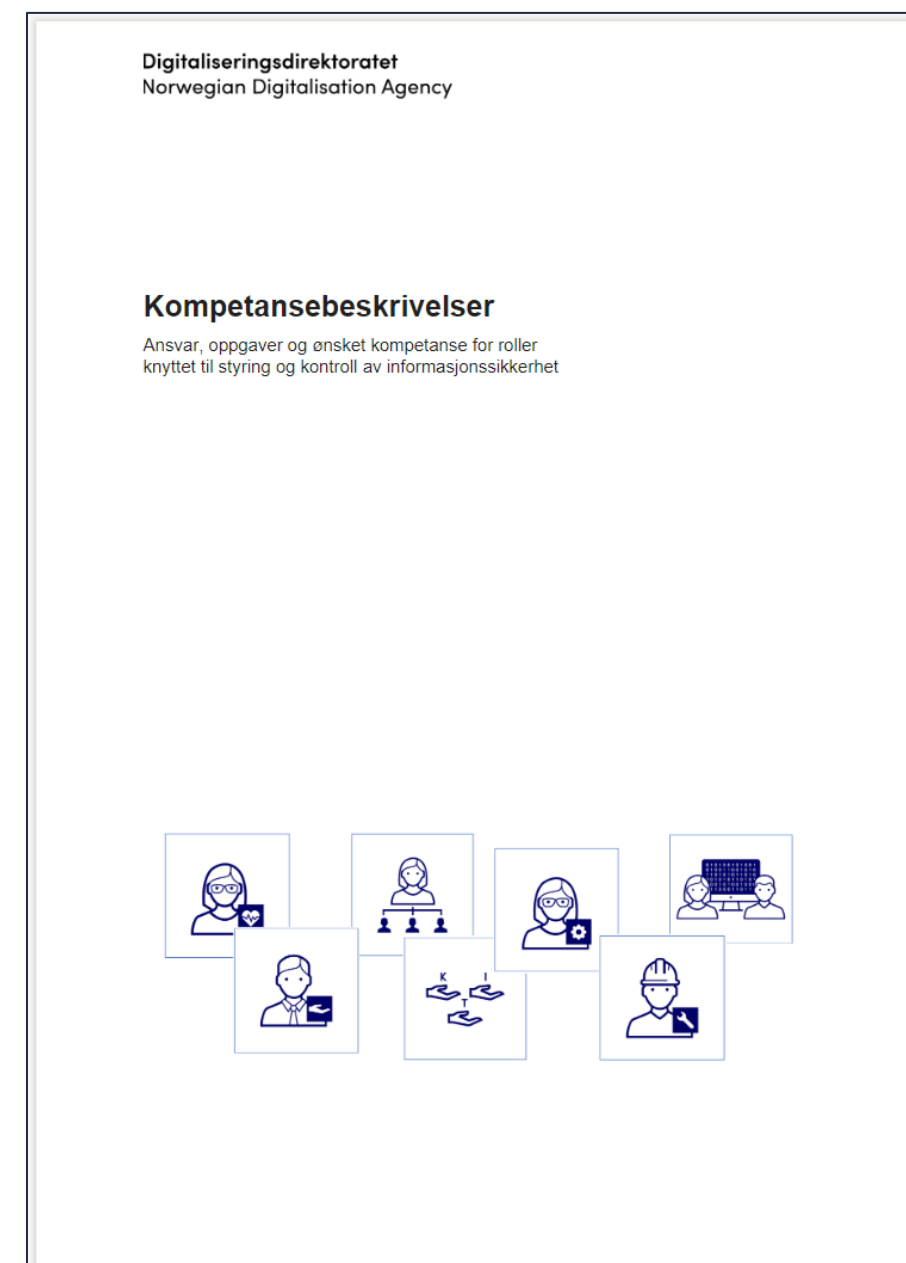 Digitaliseringsdirektoratet
Norwegian Digitalisation Agency
Kompetansebeskrivelser
Ansvar, oppgaver og ønsket kompetanse for roller
knyttet til styring og kontroll av informasjonssikkerhet
K I
T